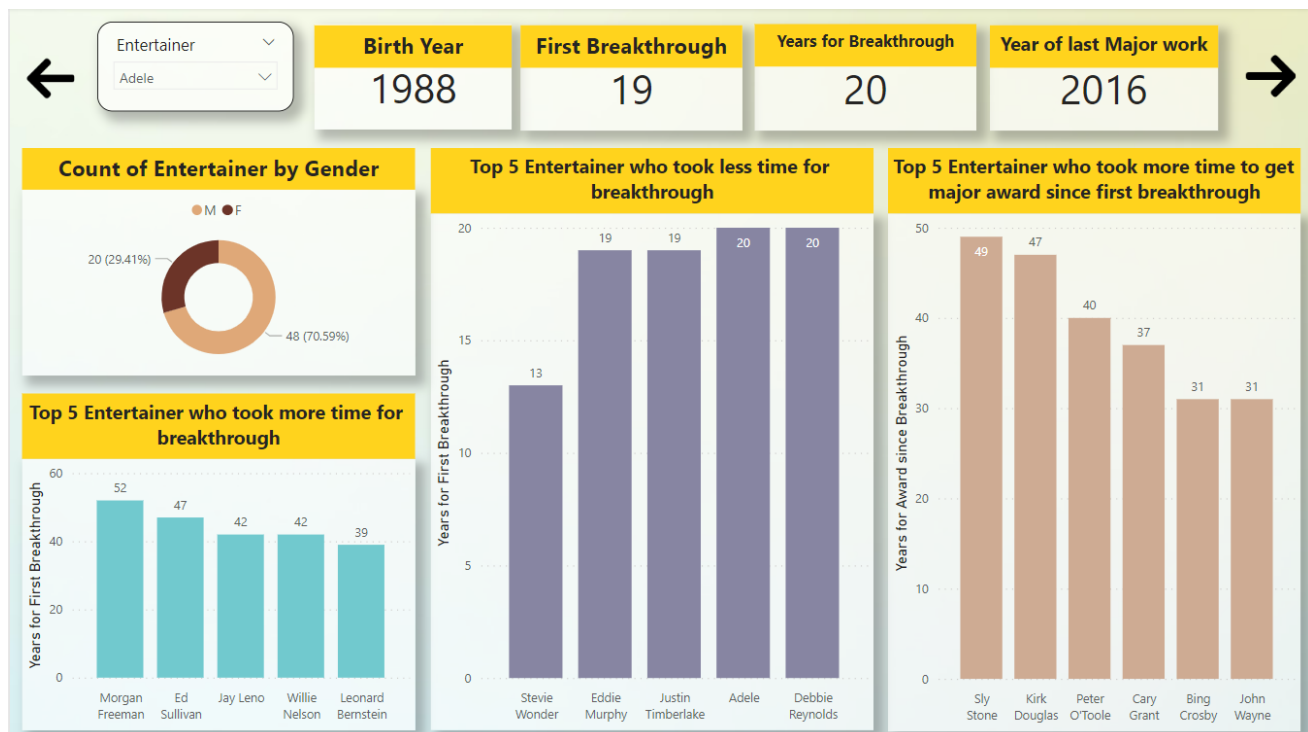 Entertainer
Adele
Birth Year
1988
First Breakthrough
19
Years for Breakthrough
20
Year of last Major work
2016
Count of Entertainer by Gender
M F
20 (29.41%)
48 (70.59%)
Top 5 Entertainer who took more time for
breakthrough
Years for First Breakthrough
60
40
20
0
52
47
42
42
39
Morgan
Freeman
Ed
Sullivan
Jay Leno
Willie
Nelson
Leonard
Bernstein
Top 5 Entertainer who took less time for
breakthrough
Years for First Breakthrough
20
15
10
5
0
13
19
19
20
20
Stevie
Wonder
Eddie
Murphy
Justin
Timberlake
Adele
Debbie
Reynolds
Top 5 Entertainer who took more time to get
major award since first breakthrough
Years for Award since Breakthrough
50
40
30
20
10
0
49
47
40
37
31
31
Sly
Stone
Kirk
Douglas
Peter
O'Toole
Cary
Grant
Bing
Crosby
John
Wayne